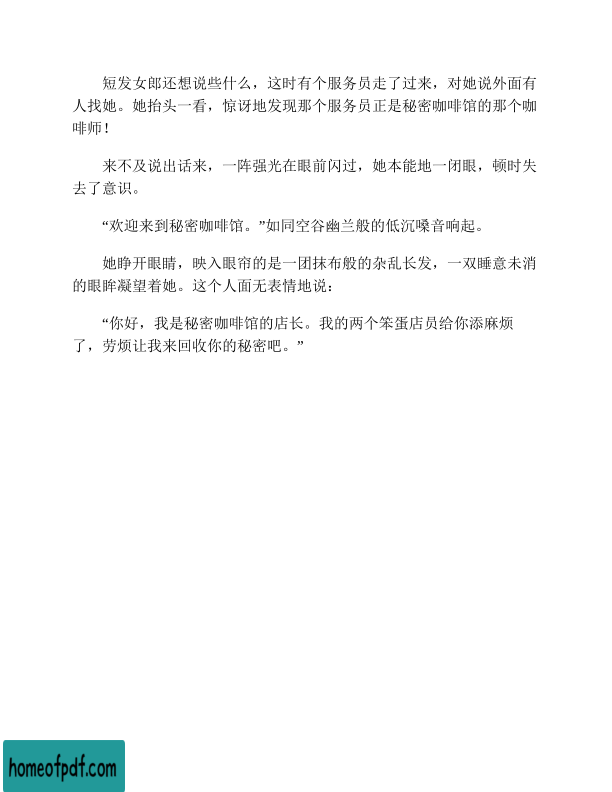 短发女郎还想说些什么，这时有个服务员走了过来，对她说外面有
人找她。她抬头一看，惊讶地发现那个服务员正是秘密咖啡馆的那个咖
啡师！
来不及说出话来，一阵强光在眼前闪过，她本能地一闭眼，顿时失
去了意识。
“欢迎来到秘密咖啡馆。”如同空谷幽兰般的低沉嗓音响起。
她睁开眼睛，映入眼帘的是一团抹布般的杂乱长发，一双睡意未消
的眼眸凝望着她。这个人面无表情地说：
“你好，我是秘密咖啡馆的店长。我的两个笨蛋店员给你添麻烦
了，劳烦让我来回收你的秘密吧。”
homeofpdf.com